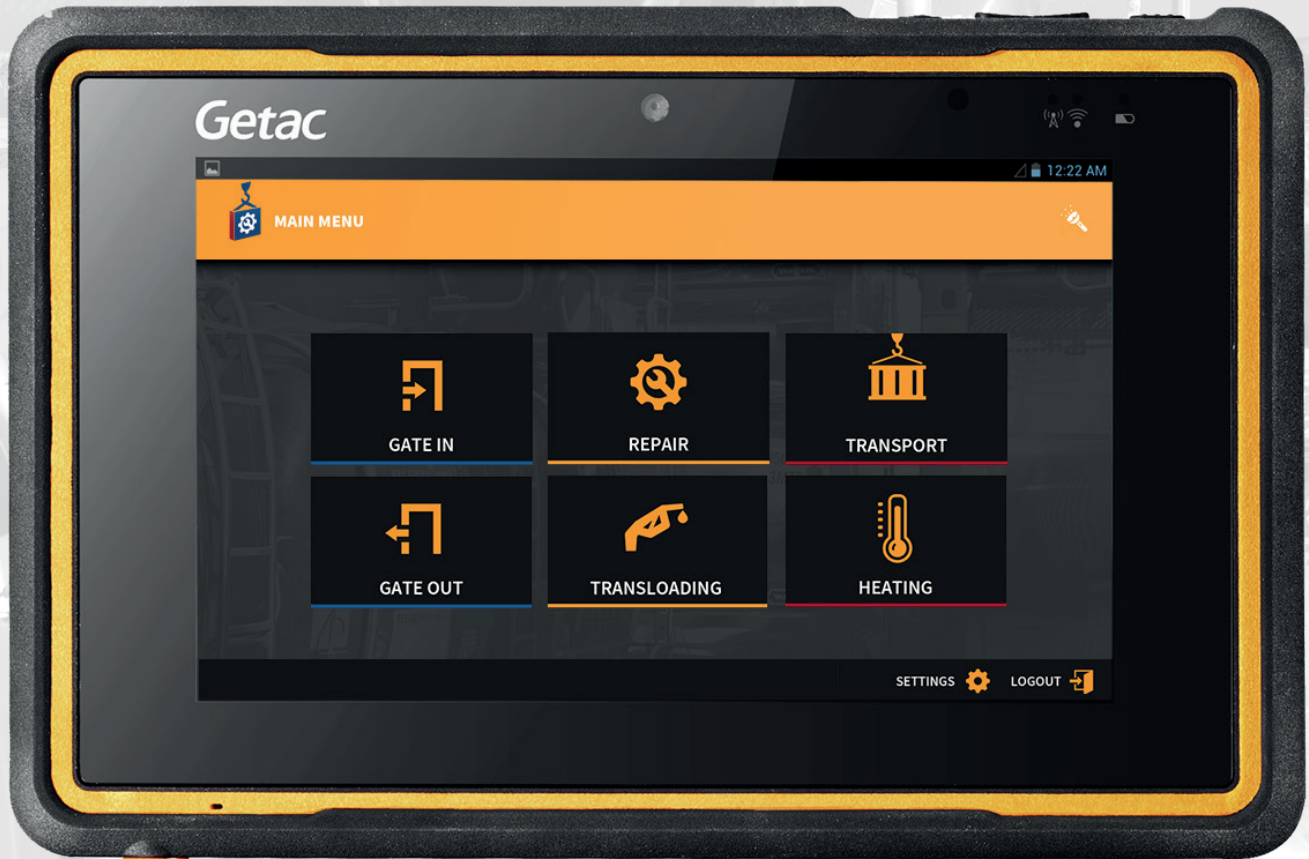 Getac
12:22 AM
MAIN MENU
GATE IN
REPAIR
TRANSPORT
GATE OUT
TRANSLOADING
HEATING
SETTINGS
LOGOUT